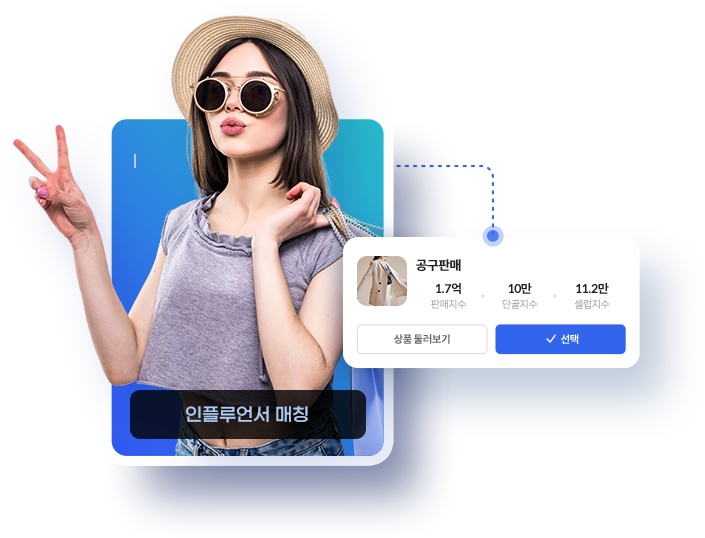 공구판매
1.7억 10만 11.2만
판매지수 단골지수 셀럽지수
상품 둘러보기 선택
인플루언서 매칭